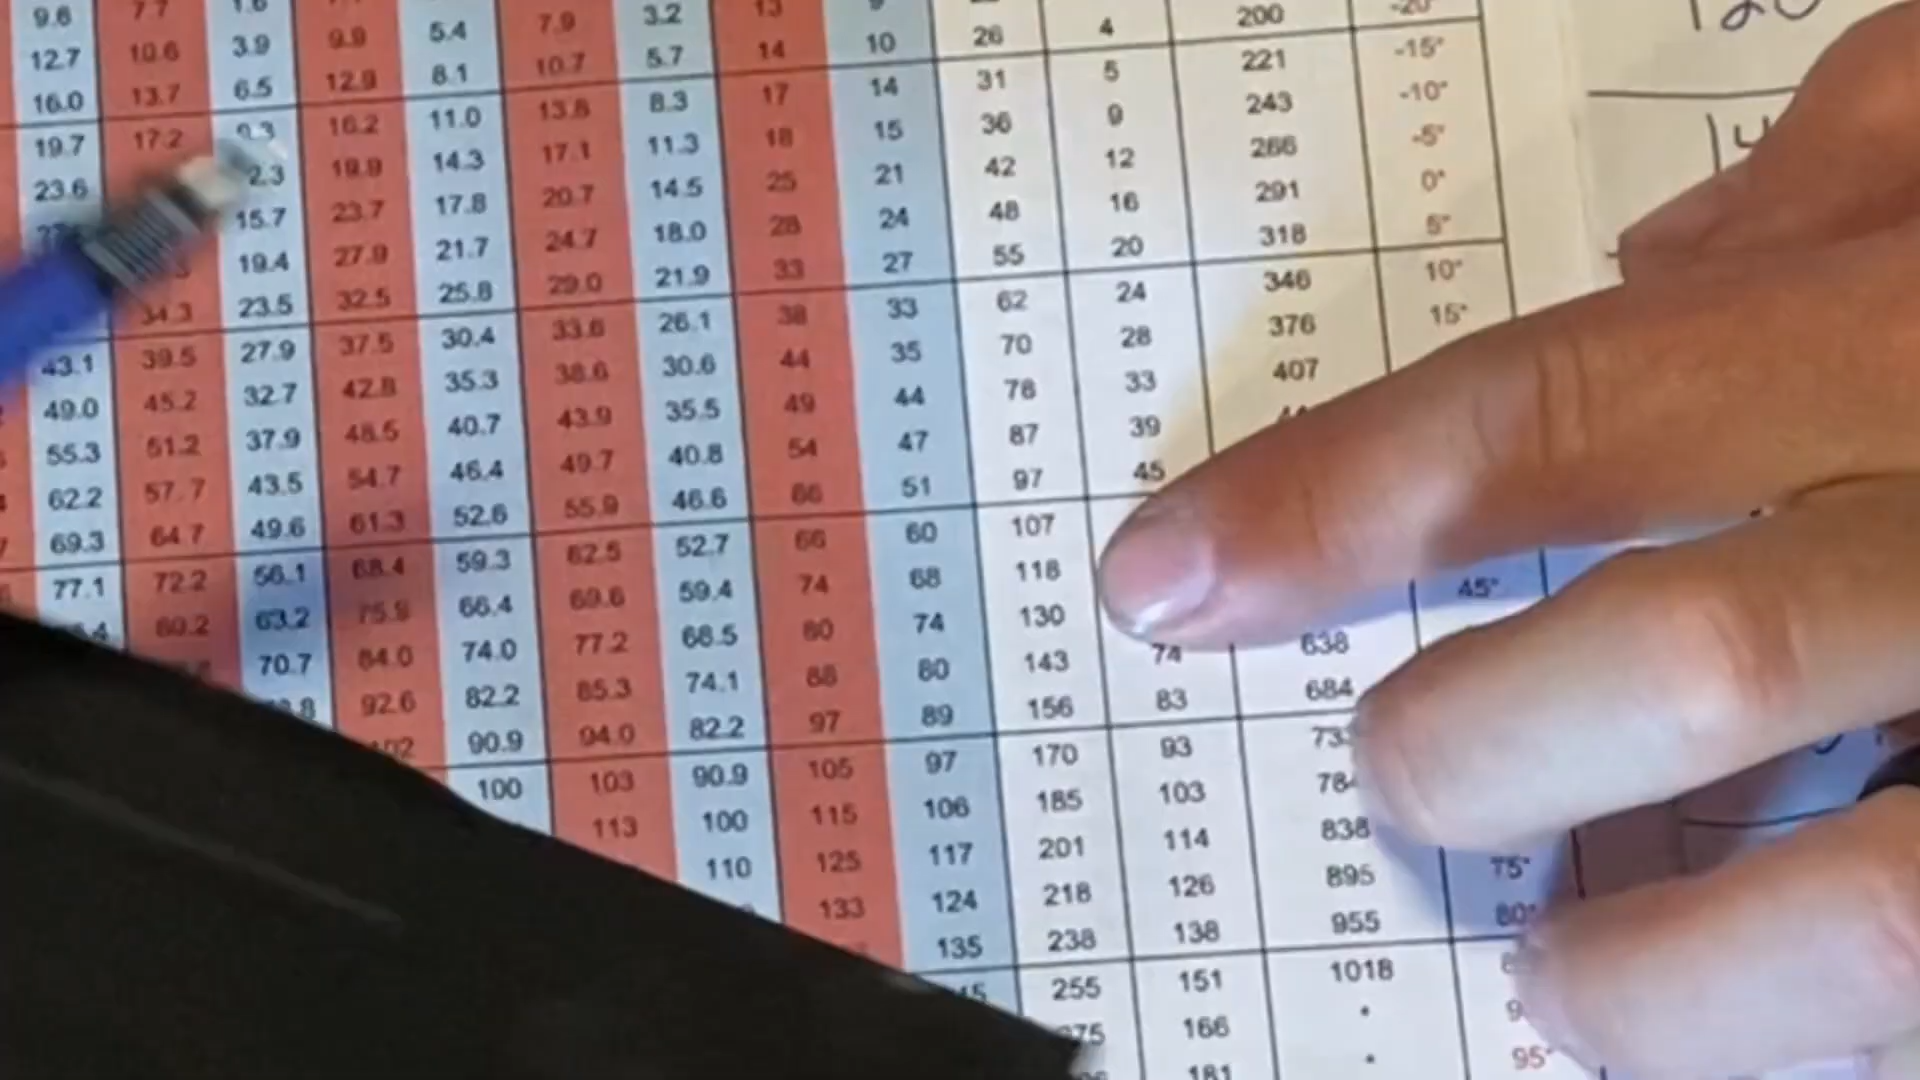 9.6 7.7 1.6
12.7 10.6 3.9 9.9 5.4 7.9 3.2 13 9
16.0 13.7 6.5 12.9 8.1 10.7 5.7 14 10 26 4 200 -20°
19.7 17.2 9.3 16.2 11.0 13.8 8.3 17 14 31 5 221 -15°
23.6 19.9 14.3 17.1 11.3 18 15 36 9 243 -10°
15.7 23.7 17.8 20.7 14.5 25 21 42 12 266 -5°
19.4 27.9 21.7 24.7 18.0 28 24 48 16 291 0°
34.3 23.5 32.5 25.8 29.0 21.9 33 27 55 20 318 5°
43.1 39.5 27.9 37.5 30.4 33.6 26.1 38 33 62 24 346 10°
49.0 45.2 32.7 42.8 35.3 38.6 30.6 44 35 70 28 376 15°
55.3 51.2 37.9 48.5 40.7 43.9 35.5 49 44 78 33 407
62.2 57.7 43.5 54.7 46.4 49.7 40.8 54 47 87 39
69.3 64.7 49.6 61.3 52.6 55.9 46.6 66 51 97 45
77.1 72.2 56.1 68.4 59.3 62.5 52.7 66 60 107
80.2 63.2 75.9 66.4 69.6 59.4 74 68 118
70.7 84.0 74.0 77.2 66.5 80 74 130 45°
92.6 82.2 85.3 74.1 88 80 143 74 638
102 90.9 94.0 82.2 97 89 156 83 684
100 103 90.9 105 97 170 93
113 100 115 106 185 103 784
110 125 117 201 114 838
133 124 218 126 895 75°
135 238 138 955 80°
255 151 1018
166 •
181 • 95°